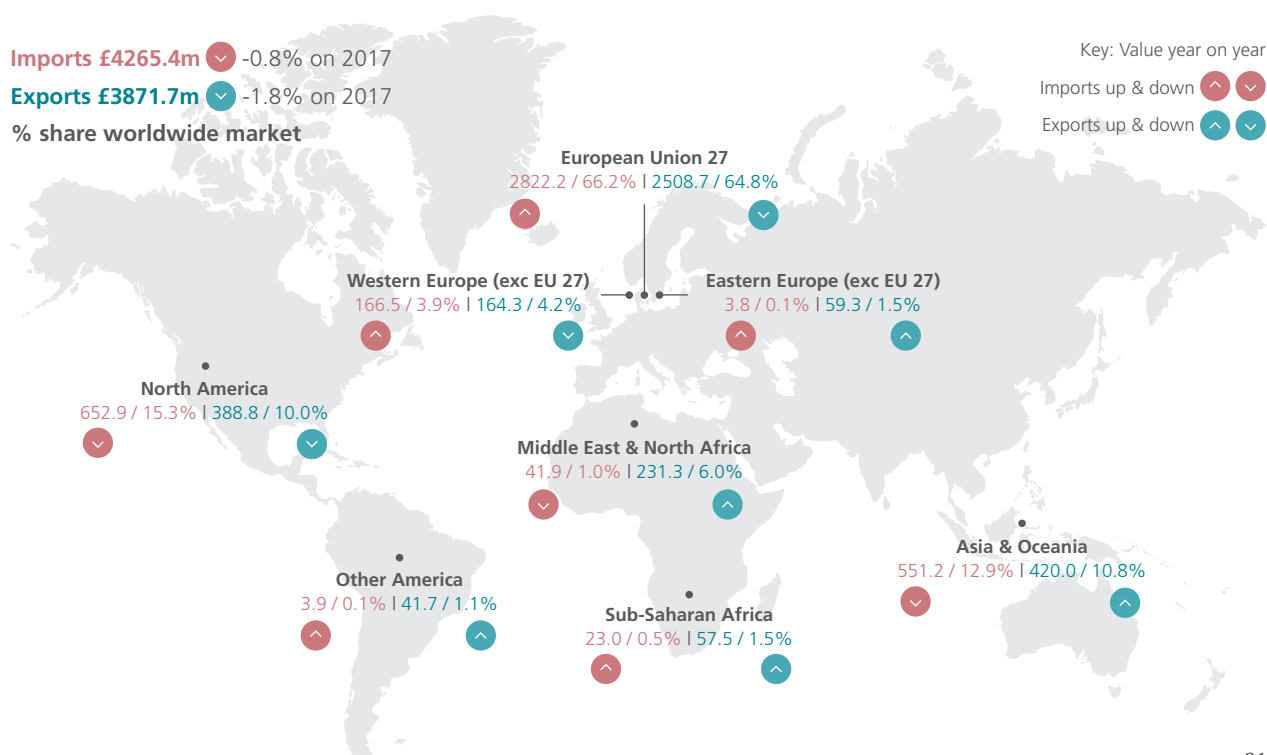 Imports £4265.4m -0.8% on 2017
Exports £3871.7m -1.8% on 2017
% share worldwide market
Key: Value year on year
Imports up & down
Exports up & down
European Union 27
2822.2 / 66.2% | 2508.7 / 64.8%
Western Europe (exc EU 27)
166.5 / 3.9% | 164.3 / 4.2%
Eastern Europe (exc EU 27)
3.8 / 0.1% | 59.3 / 1.5%
North America
652.9 / 15.3% | 388.8 / 10.0%
Middle East & North Africa
41.9 / 1.0% | 231.3 / 6.0%
Asia & Oceania
551.2 / 12.9% | 420.0 / 10.8%
Other America
3.9 / 0.1% | 41.7 / 1.1%
Sub-Saharan Africa
23.0 / 0.5% | 57.5 / 1.5%